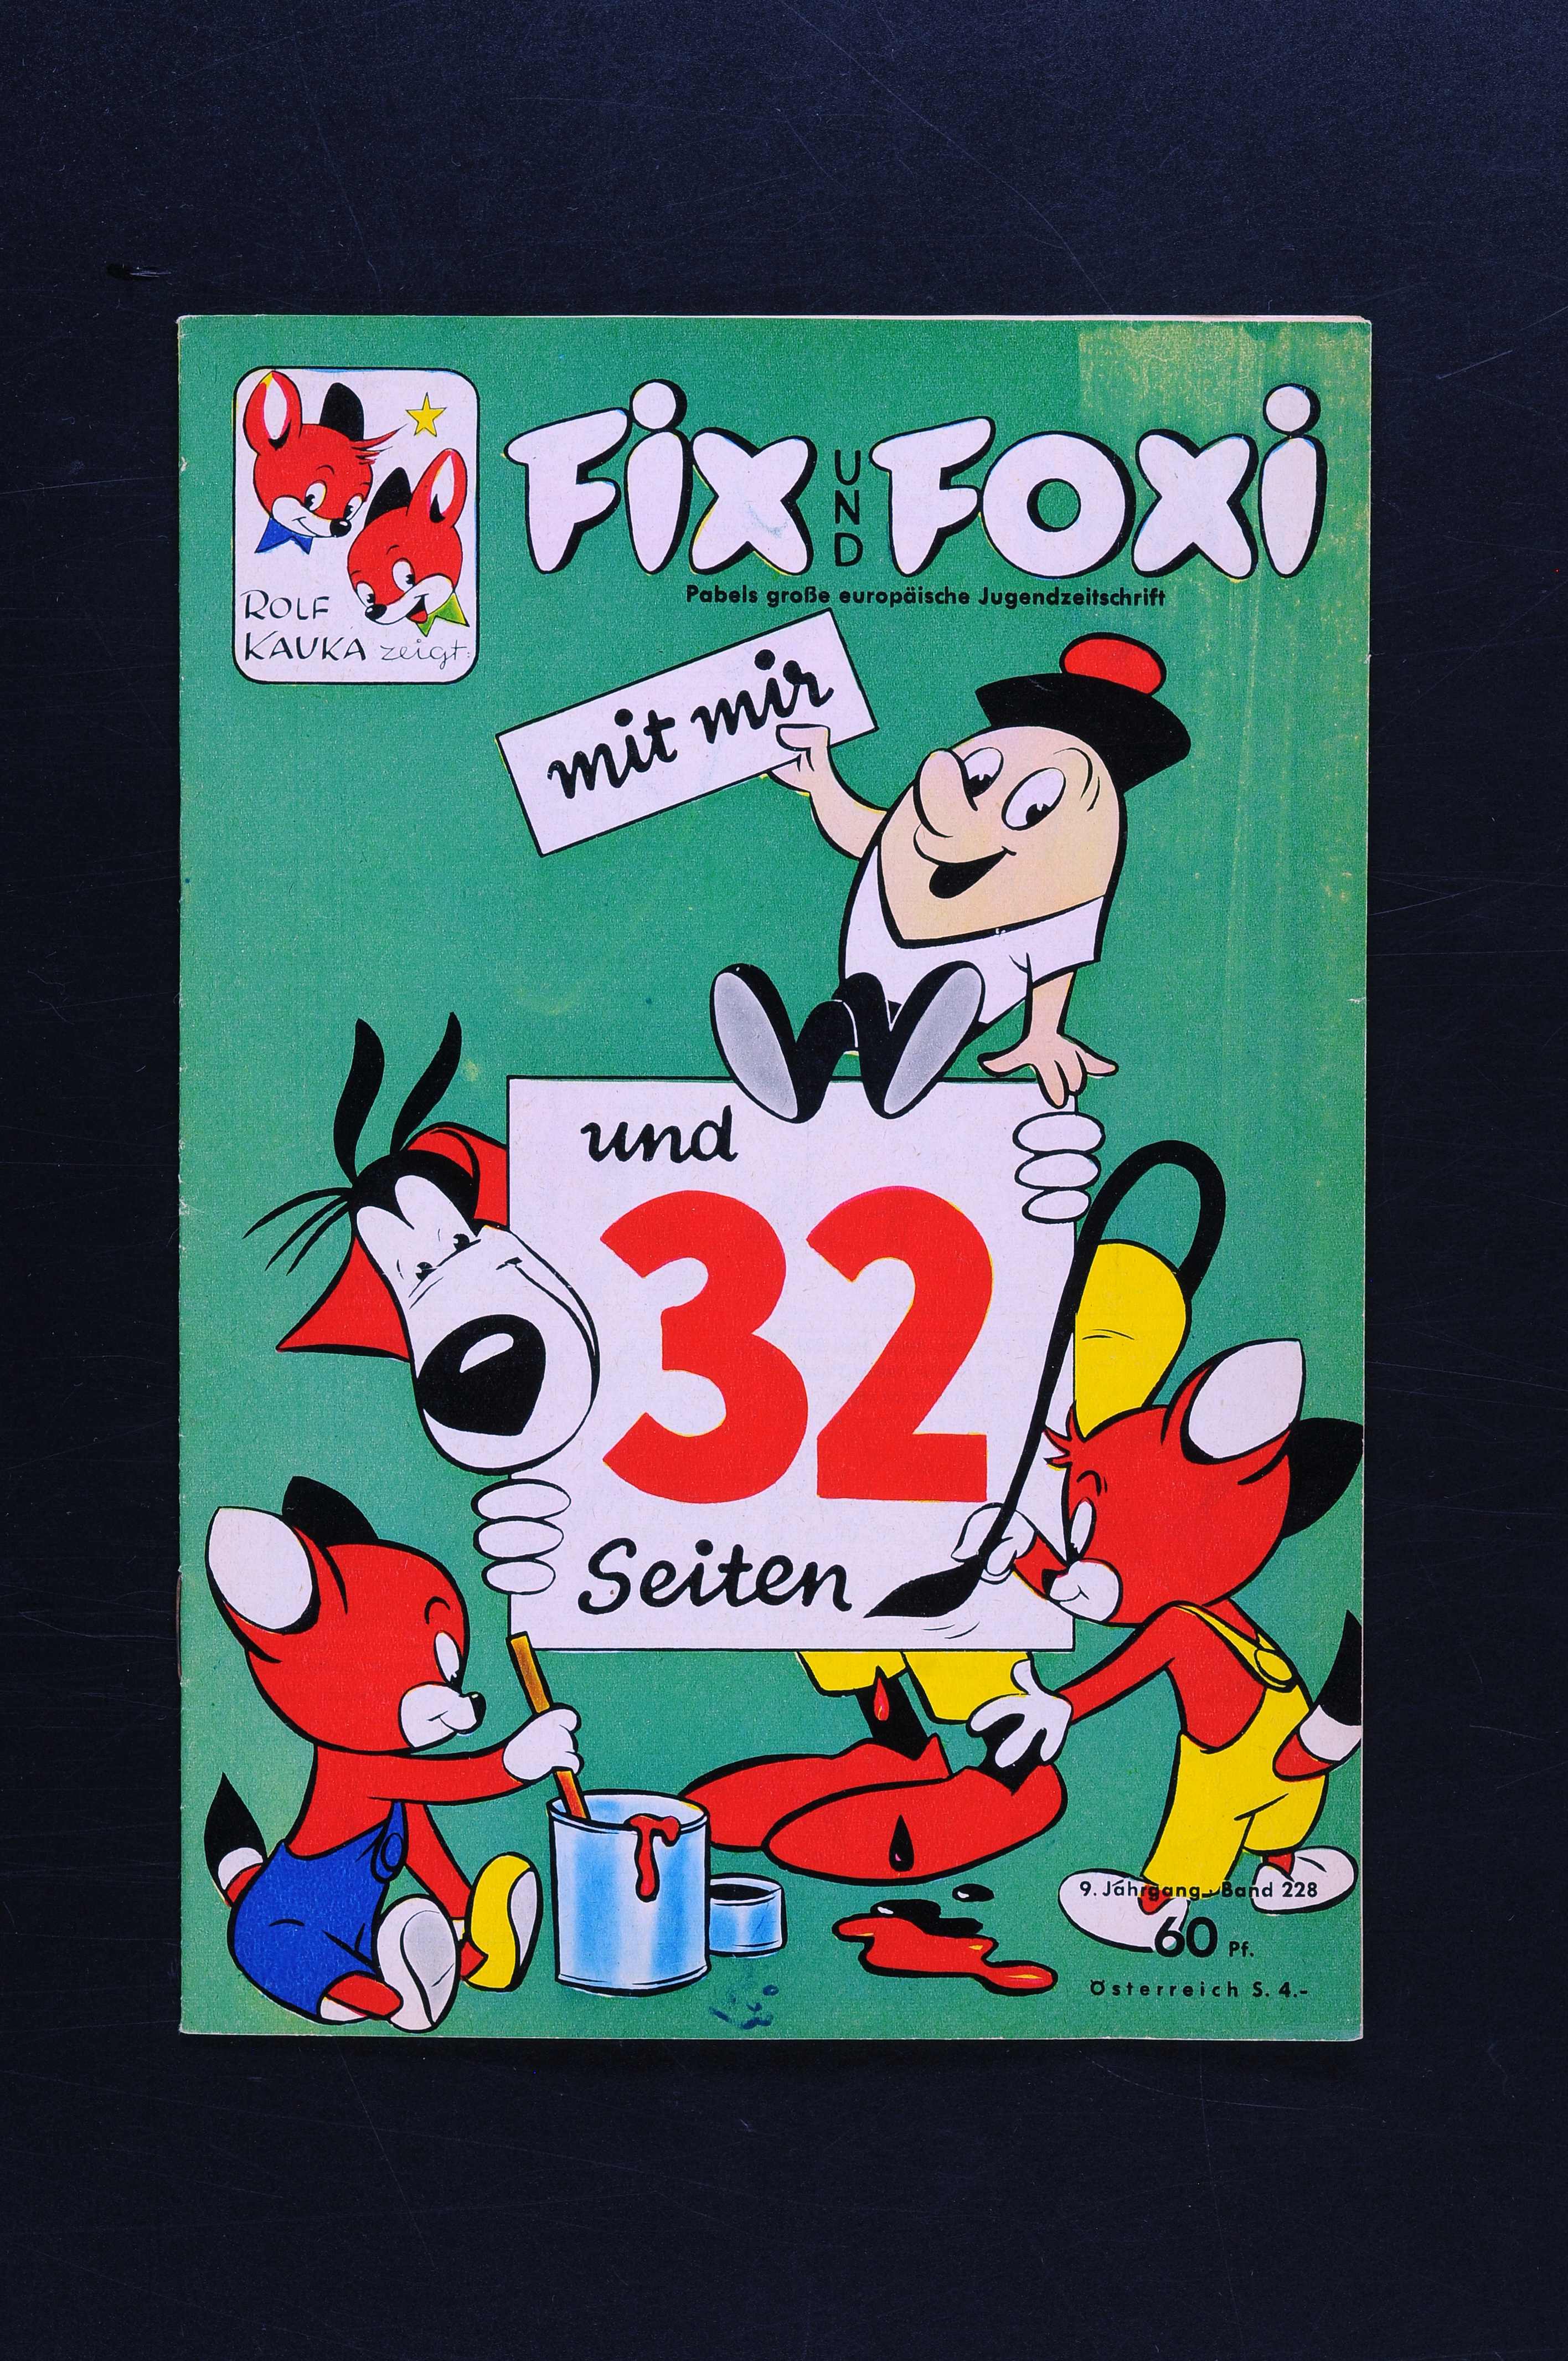 FiX UND FOXi
Pabels große europäische Jugendzeitschrift
ROLF
KAUKA zeigt:
mit mir
und
32
Seiten
9. Jahrgang - Band 228
60 Pf.
Österreich S. 4.-